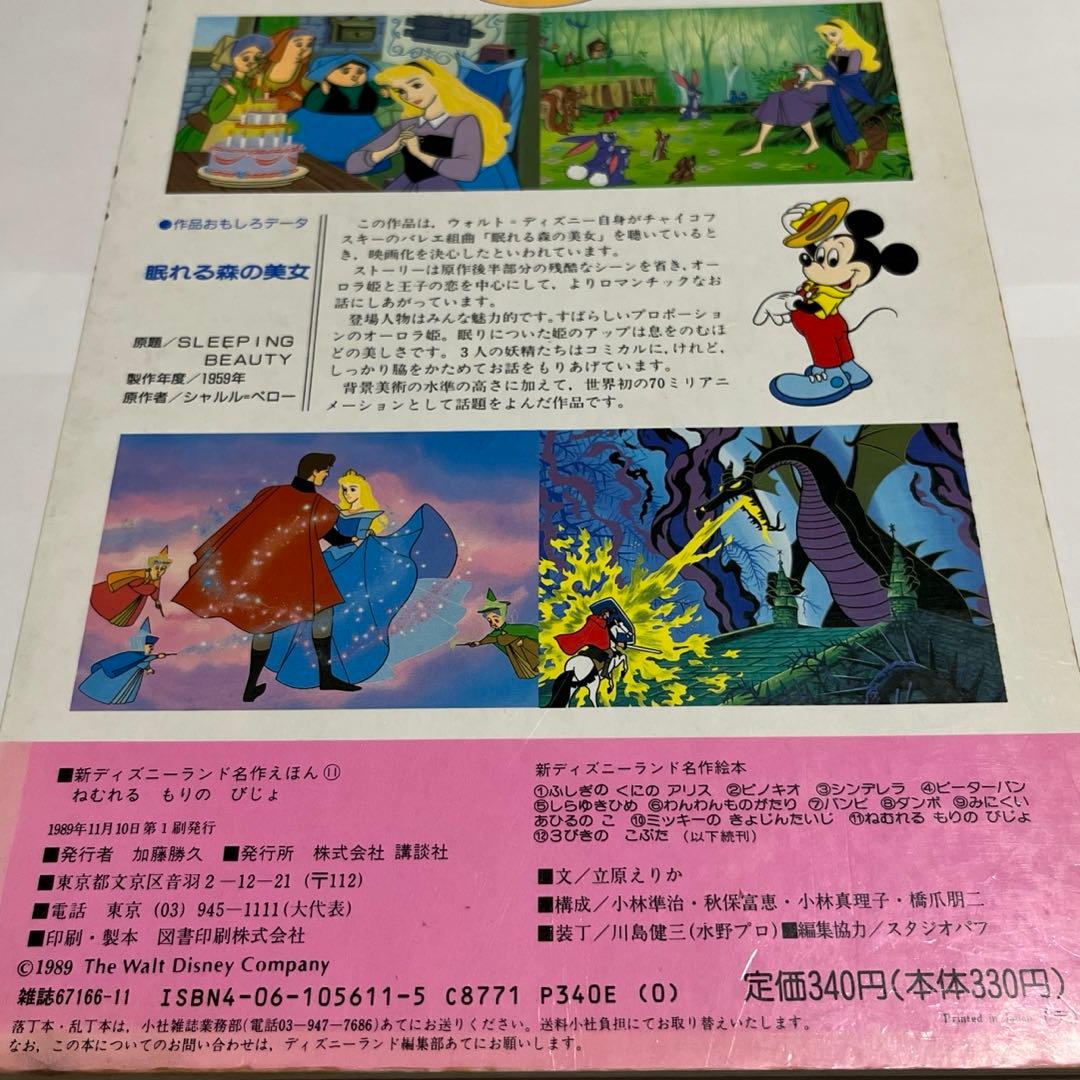 ●作品おもしろデータ
眠れる森の美女
原題/SLEEPING
BEAUTY
製作年度/1959年
原作者/シャルル=ペロー
この作品は、ウォルト=ディズニー自身がチャイコフ
スキーのバレエ組曲「眠れる森の美女」を聴いていると
き、映画化を決心したといわれています。
ストーリーは原作後半部分の残酷なシーンを省き、オー
ロラ姫と王子の恋を中心にして、よりロマンチックなお
話にしあがっています。
登場人物はみんな魅力的です。すばらしいプロポーショ
ンのオーロラ姫。眠りについた姫のアップは息をのむほ
どの美しさです。3人の妖精たちはコミカルに、けれど、
しっかり脇をかためてお話をもりあげています。
背景美術の水準の高さに加えて、世界初の70ミリアニ
メーションとして話題をよんだ作品です。
■新ディズニーランド名作えほん⑪
ねむれる もりの びじょ
1989年11月10日第1刷発行
■発行者 加藤勝久 ■発行所 株式会社 講談社
■東京都文京区音羽2-12-21(〒112)
■電話 東京(03)945-1111(大代表)
■印刷・製本 図書印刷株式会社
©1989 The Walt Disney Company
雑誌67166-11 ISBN4-06-105611-5 C8771 P340E (0)
新ディズニーランド名作絵本
①ふしぎの くにの アリス ②ピノキオ ③シンデレラ ④ピーターパン
⑤しらゆきひめ ⑥わんわんものがたり ⑦バンビ ⑧ダンボ ⑨みにくい
あひるの こ ⑩ミッキーの きょじんたいじ ⑪ねむれる もりの びじょ
⑫3びきの こぶた (以下続刊)
■文/立原えりか
■構成/小林準治・秋保富恵・小林真理子・橋爪朋二
■装丁/川島健三(水野プロ)■編集協力/スタジオパフ
定価340円(本体330円)
Printed in Japan
落丁本・乱丁本は、小社雑誌業務部(電話03-947-7686)あてにお送りください。送料小社負担にてお取り替えいたします。
なお、この本についてのお問い合わせは、ディズニーランド編集部あてにお願いします。